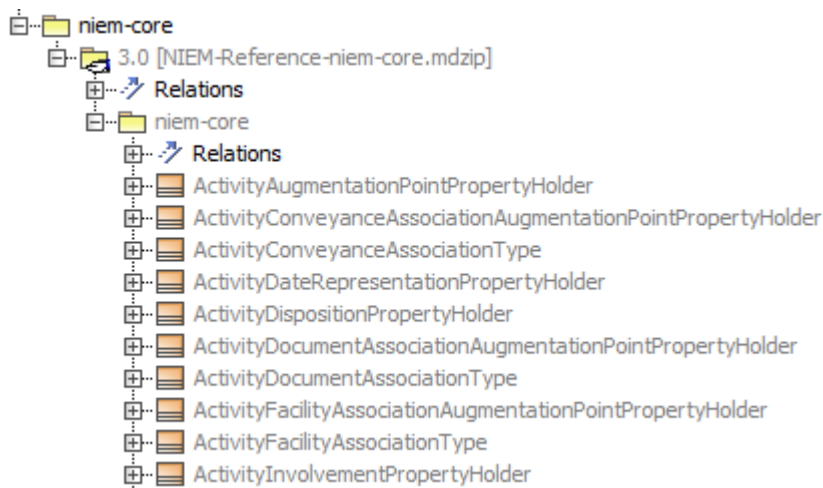 niem-core
3.0 [NIEM-Reference-niem-core.mdzip]
Relations
niem-core
Relations
ActivityAugmentationPointPropertyHolder
ActivityConveyanceAssociationAugmentationPointPropertyHolder
ActivityConveyanceAssociationType
ActivityDateRepresentationPropertyHolder
ActivityDispositionPropertyHolder
ActivityDocumentAssociationAugmentationPointPropertyHolder
ActivityDocumentAssociationType
ActivityFacilityAssociationAugmentationPointPropertyHolder
ActivityFacilityAssociationType
ActivityInvolvementPropertyHolder